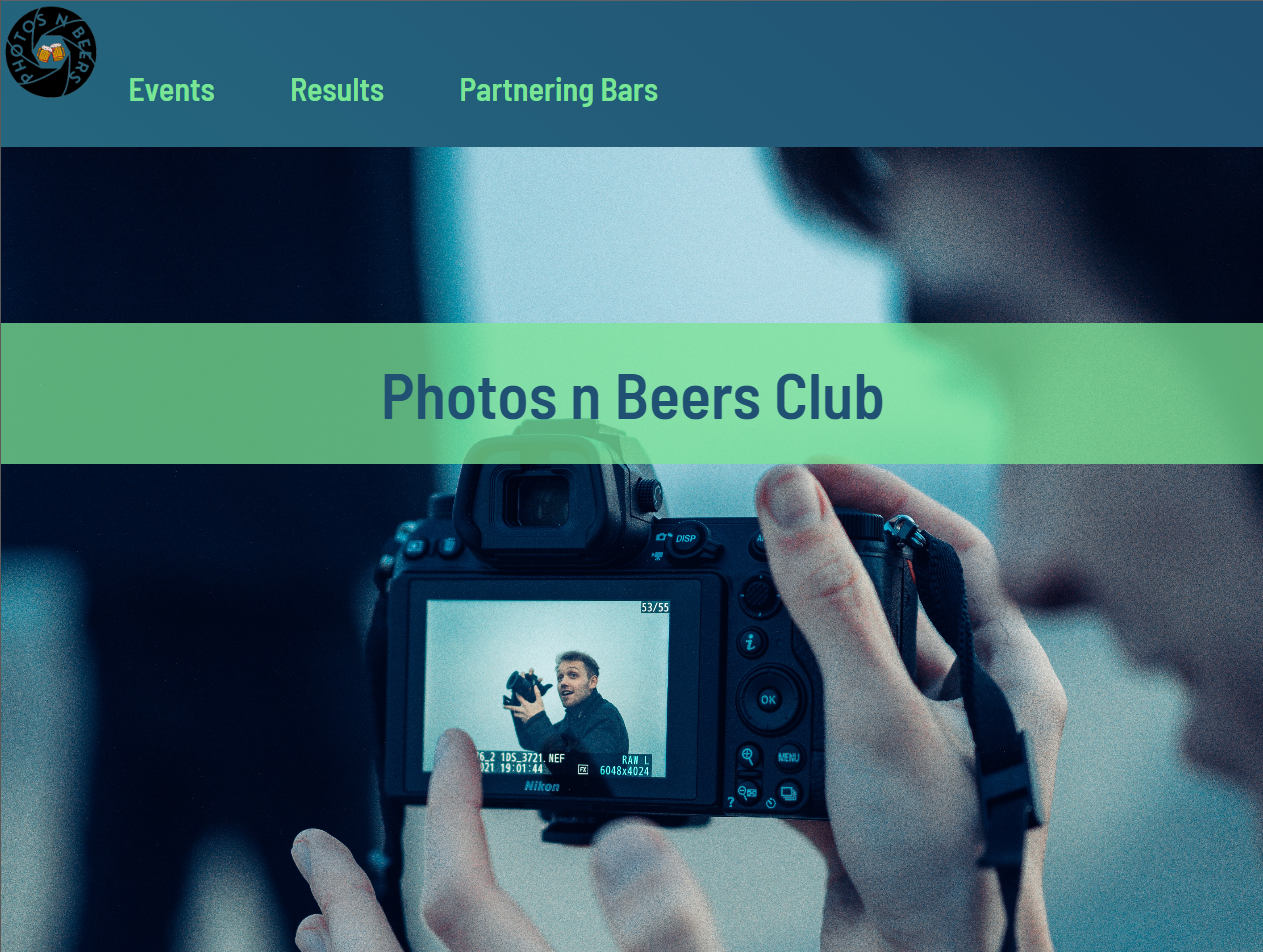 PHOTOS N BEERS
Events Results Partnering Bars
Photos n Beers Club
DISP
53/55
i
OK
6_2 1DS_3721.NEF RAW L
021 19:01:44 FX 6048x4024
MENU
Nikon
?